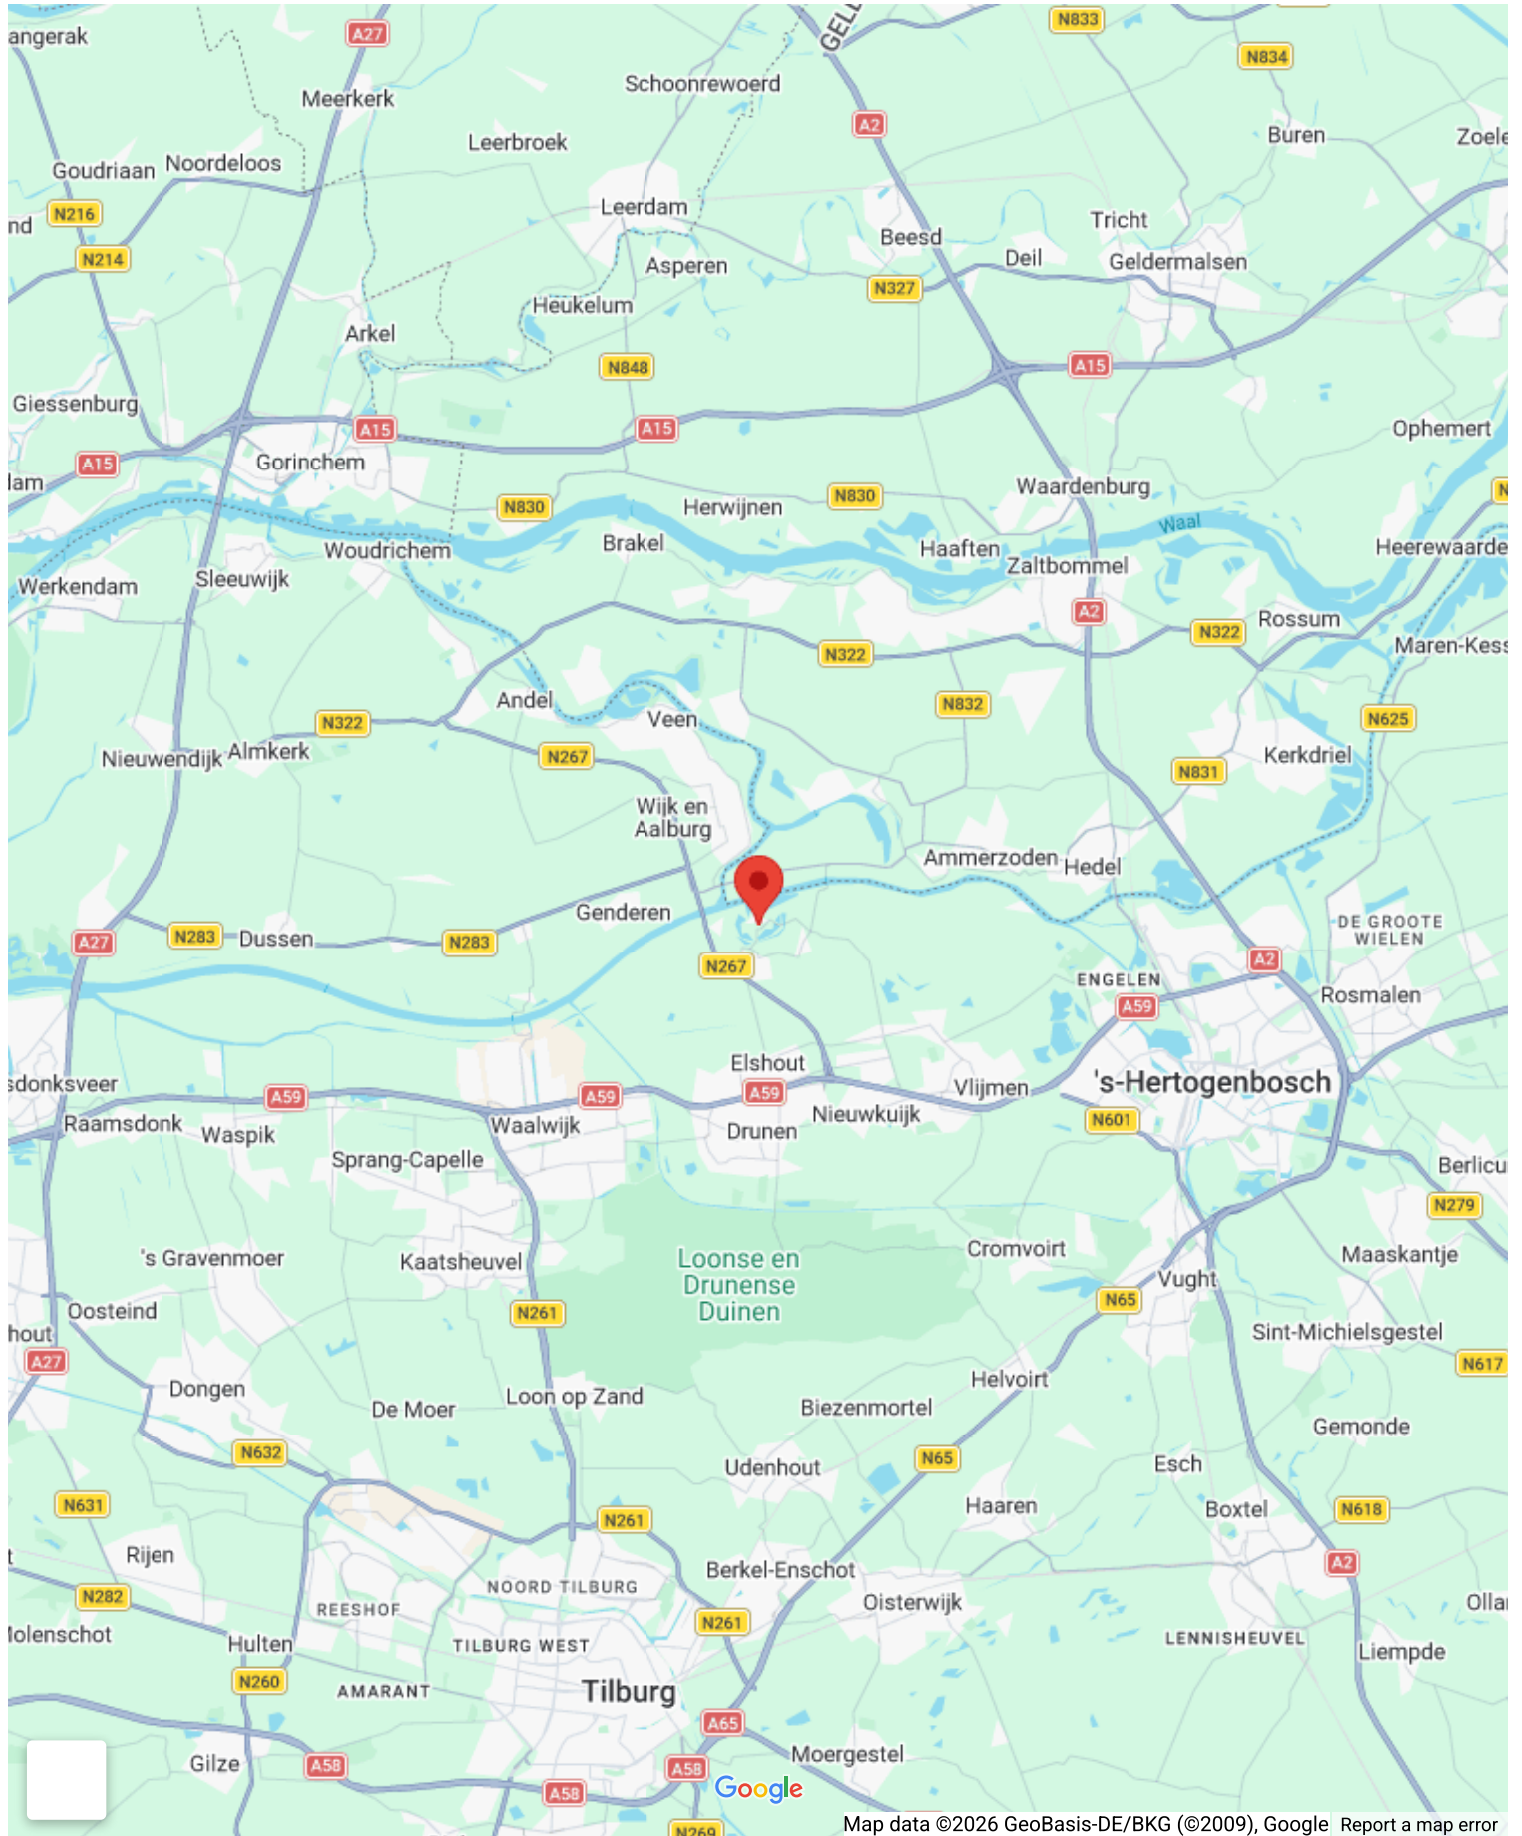 angerak
A27
GELD
N833
N834
Meerkerk
Schoonrewoerd
A2
Leerbroek
Buren
Zoele
Goudriaan
Noordeloos
N216
nd
Leerdam
Tricht
N214
Beesd
Deil
Geldermalsen
Asperen
N327
Heukelum
Arkel
N848
A15
Giessenburg
A15
A15
Ophemert
A15
Gorinchem
dam
N830
Herwijnen
N830
Waardenburg
N
Waal
Woudrichem
Brakel
Haaften
Heerewaarde
Werkendam
Sleeuwijk
Zaltbommel
A2
N322
Rossum
N322
Maren-Kess
Andel
N832
N322
Veen
N625
Nieuwendijk
Almkerk
N267
N831
Kerkdriel
Wijk en
Aalburg
Ammerzoden
Hedel
Genderen
DE GROOTE
WIELEN
A27
N283
Dussen
N283
N267
A2
ENGELEN
A59
Rosmalen
Elshout
sdonksveer
A59
A59
A59
Vlijmen
's-Hertogenbosch
Raamsdonk
Waspik
Waalwijk
Drunen
Nieuwkuijk
N601
Sprang-Capelle
Berlicu
N279
's Gravenmoer
Kaatsheuvel
Loonse en
Drunense
Duinen
Cromvoirt
Maaskantje
Vught
Oosteind
N261
N65
hout
Sint-Michielsgestel
A27
N617
Dongen
Helvoirt
De Moer
Loon op Zand
Biezenmortel
Gemonde
N632
Udenhout
N65
Esch
N631
N261
Haaren
Boxtel
N618
t
Rijen
Berkel-Enschot
A2
N282
NOORD TILBURG
REESHOF
N261
Oisterwijk
Olla
Molenschot
Hulten
TILBURG WEST
LENNISHEUVEL
Liempde
N260
AMARANT
Tilburg
A65
Gilze
A58
A58
Moergestel
A58
Google
N269
Map data ©2026 GeoBasis-DE/BKG (©2009), Google
Report a map error